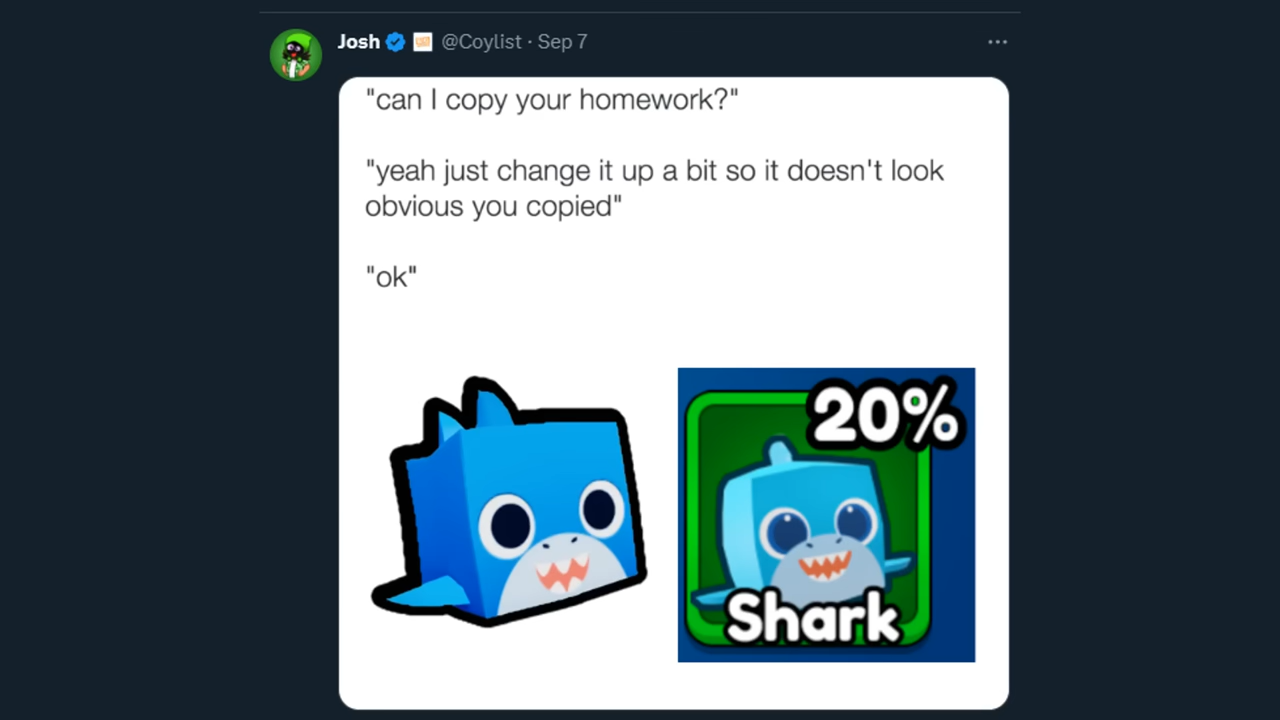 Josh @Coylist · Sep 7
"can I copy your homework?"
"yeah just change it up a bit so it doesn't look
obvious you copied"
"ok"
20%
Shark